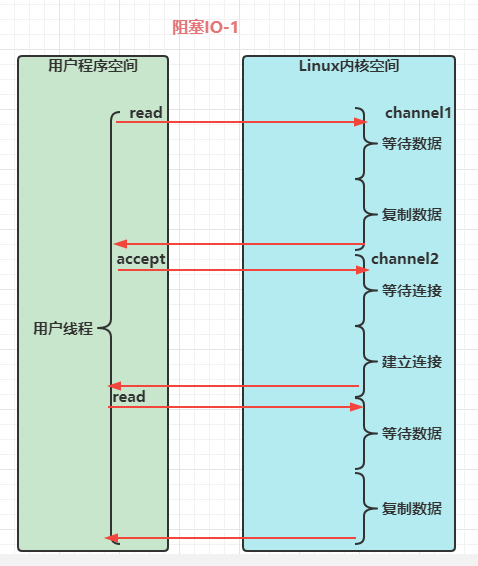 阻塞IO-1
用户程序空间
Linux内核空间
read
channel1
等待数据
复制数据
accept
channel2
等待连接
用户线程
建立连接
read
等待数据
复制数据